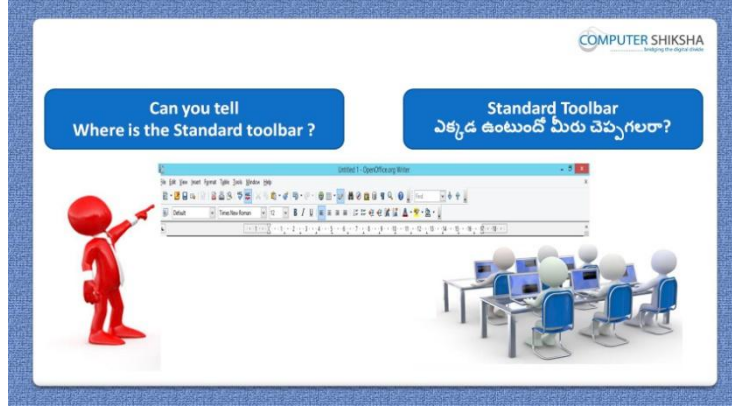 COMPUTER SHIKSHA
bridging the digital divide
Can you tell
Where is the Standard toolbar ?
Standard Toolbar
ఎక్కడ ఉంటుందో మీరు చెప్పగలరా?
Untitled 1 - OpenOffice.org Writer
File Edit View Insert Format Table Tools Window Help
Find
Default Times New Roman 12